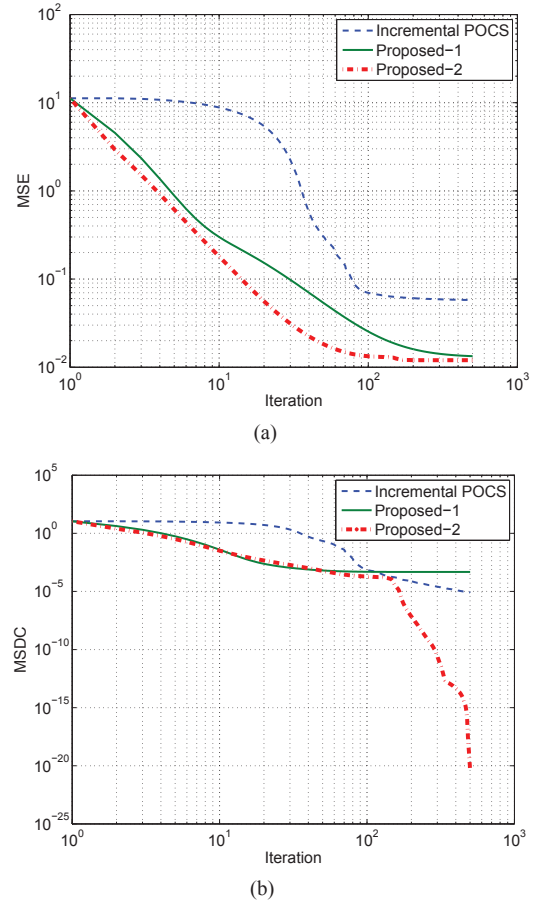 10^2
10^1
10^0
10^−1
10^−2
MSE
10^0 10^1 10^2 10^3
Iteration
Incremental POCS
Proposed−1
Proposed−2
(a)
10^5
10^0
10^−5
10^−10
10^−15
10^−20
10^−25
MSDC
10^0 10^1 10^2 10^3
Iteration
Incremental POCS
Proposed−1
Proposed−2
(b)